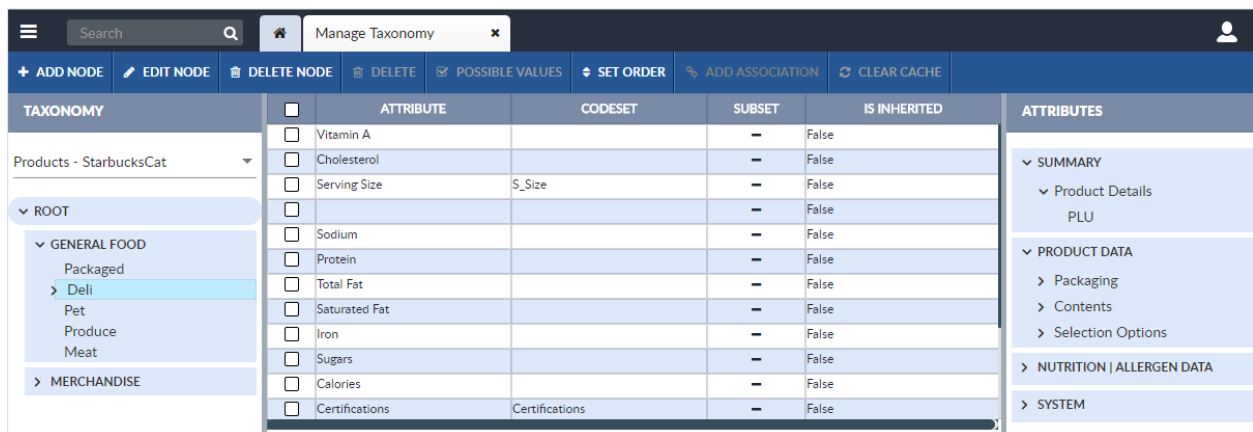 Search
Manage Taxonomy ×
+ ADD NODE EDIT NODE DELETE NODE DELETE POSSIBLE VALUES SET ORDER ADD ASSOCIATION CLEAR CACHE
TAXONOMY
Products - StarbucksCat
ROOT
GENERAL FOOD
Packaged
Deli
Pet
Produce
Meat
MERCHANDISE
ATTRIBUTE CODESET SUBSET IS INHERITED
Vitamin A – False
Cholesterol – False
Serving Size S_Size – False
– False
Sodium – False
Protein – False
Total Fat – False
Saturated Fat – False
Iron – False
Sugars – False
Calories – False
Certifications Certifications – False
ATTRIBUTES
SUMMARY
Product Details
PLU
PRODUCT DATA
Packaging
Contents
Selection Options
NUTRITION | ALLERGEN DATA
SYSTEM